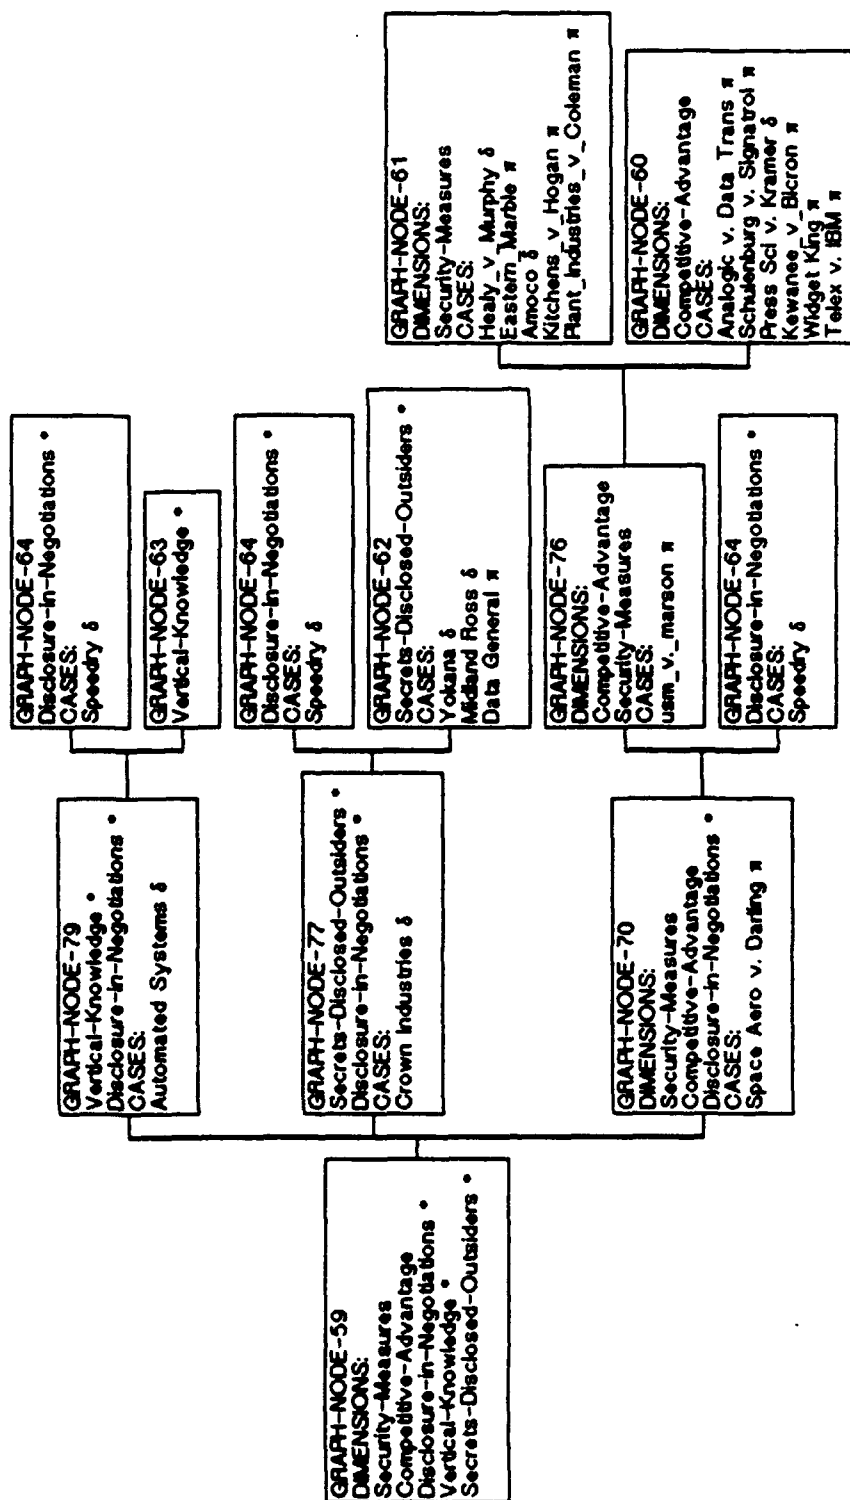 GRAPH-NODE-59
DIMENSIONS:
Security-Measures
Competitive-Advantage
Disclosure-in-Negotiations *
Vertical-Knowledge *
Secrets-Disclosed-Outsiders *
GRAPH-NODE-79
Vertical-Knowledge *
Disclosure-in-Negotiations *
CASES:
Automated Systems δ
GRAPH-NODE-77
Secrets-Disclosed-Outsiders *
Disclosure-in-Negotiations *
CASES:
Crown Industries δ
GRAPH-NODE-70
DIMENSIONS:
Security-Measures
Competitive-Advantage
Disclosure-in-Negotiations *
CASES:
Space Aero v. Darling π
GRAPH-NODE-64
Disclosure-in-Negotiations *
CASES:
Speedry δ
GRAPH-NODE-63
Vertical-Knowledge *
GRAPH-NODE-64
Disclosure-in-Negotiations *
CASES:
Speedry δ
GRAPH-NODE-62
Secrets-Disclosed-Outsiders *
CASES:
Yokana δ
Midland Ross δ
Data General π
GRAPH-NODE-76
DIMENSIONS:
Competitive-Advantage
Security-Measures
CASES:
usm_v._marson π
GRAPH-NODE-64
Disclosure-in-Negotiations *
CASES:
Speedry δ
GRAPH-NODE-61
DIMENSIONS:
Security-Measures
CASES:
Healy_v_Murphy δ
Eastern_Marble π
Amoco δ
Kitchens_v_Hogan π
Plant_Industries_v_Coleman π
GRAPH-NODE-60
DIMENSIONS:
Competitive-Advantage
CASES:
Analogic v. Data Trans π
Schulenburg v. Signatrol π
Press Sci v. Kramer δ
Kewanee_v_Bicron π
Widget King π
Telex v. IBM π